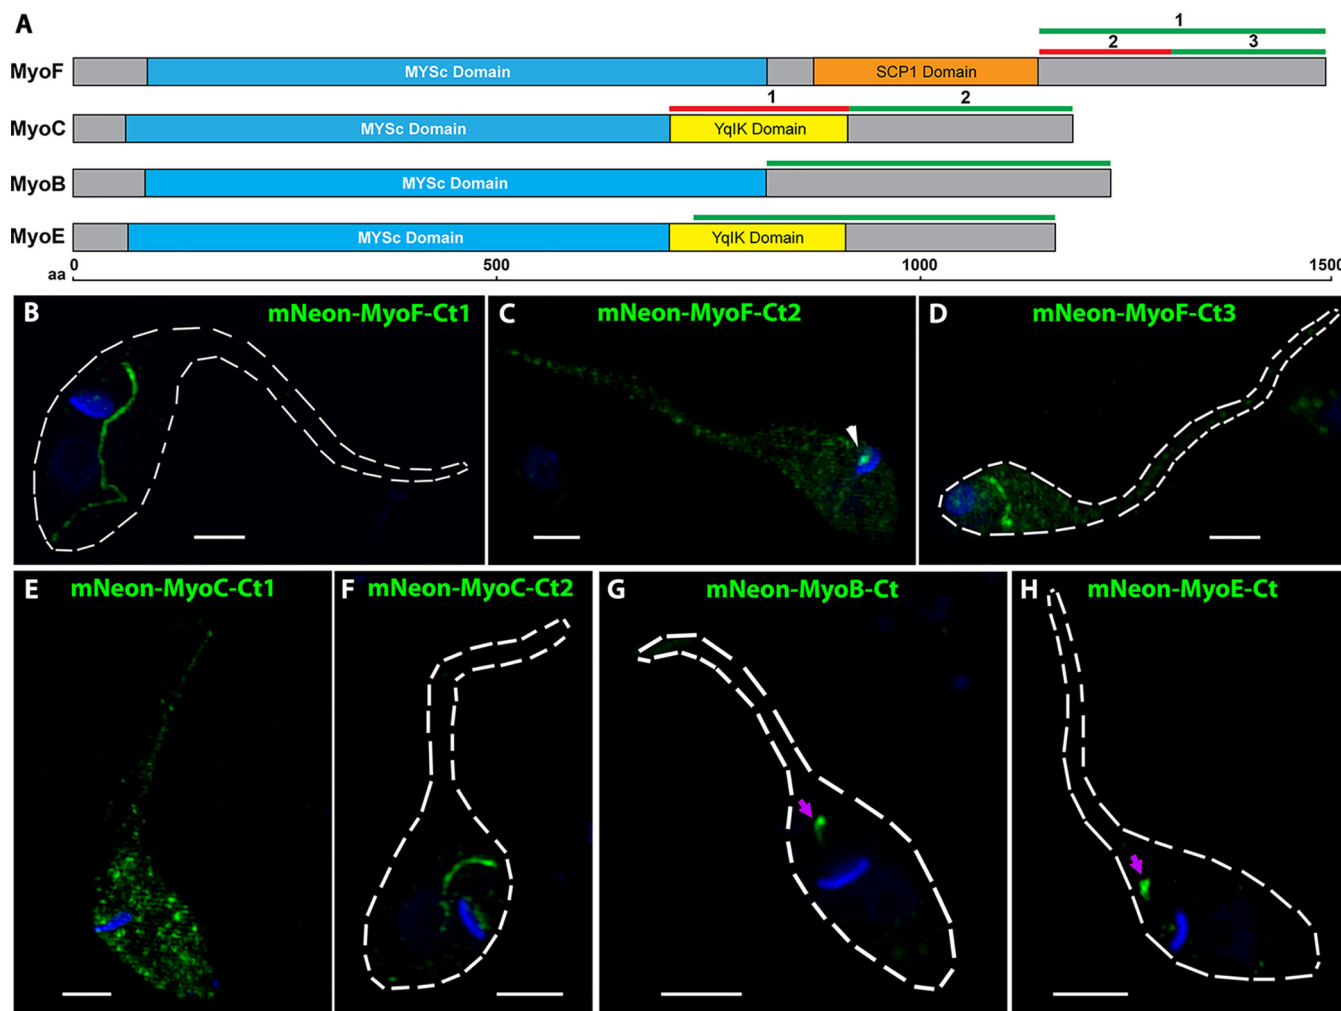 A
1
2 3
MyoF MYSc Domain SCP1 Domain
1 2
MyoC MYSc Domain YqIK Domain
MyoB MYSc Domain
MyoE MYSc Domain YqIK Domain
aa 0 500 1000 1500
B mNeon-MyoF-Ct1
C mNeon-MyoF-Ct2
D mNeon-MyoF-Ct3
E mNeon-MyoC-Ct1
F mNeon-MyoC-Ct2
G mNeon-MyoB-Ct
H mNeon-MyoE-Ct